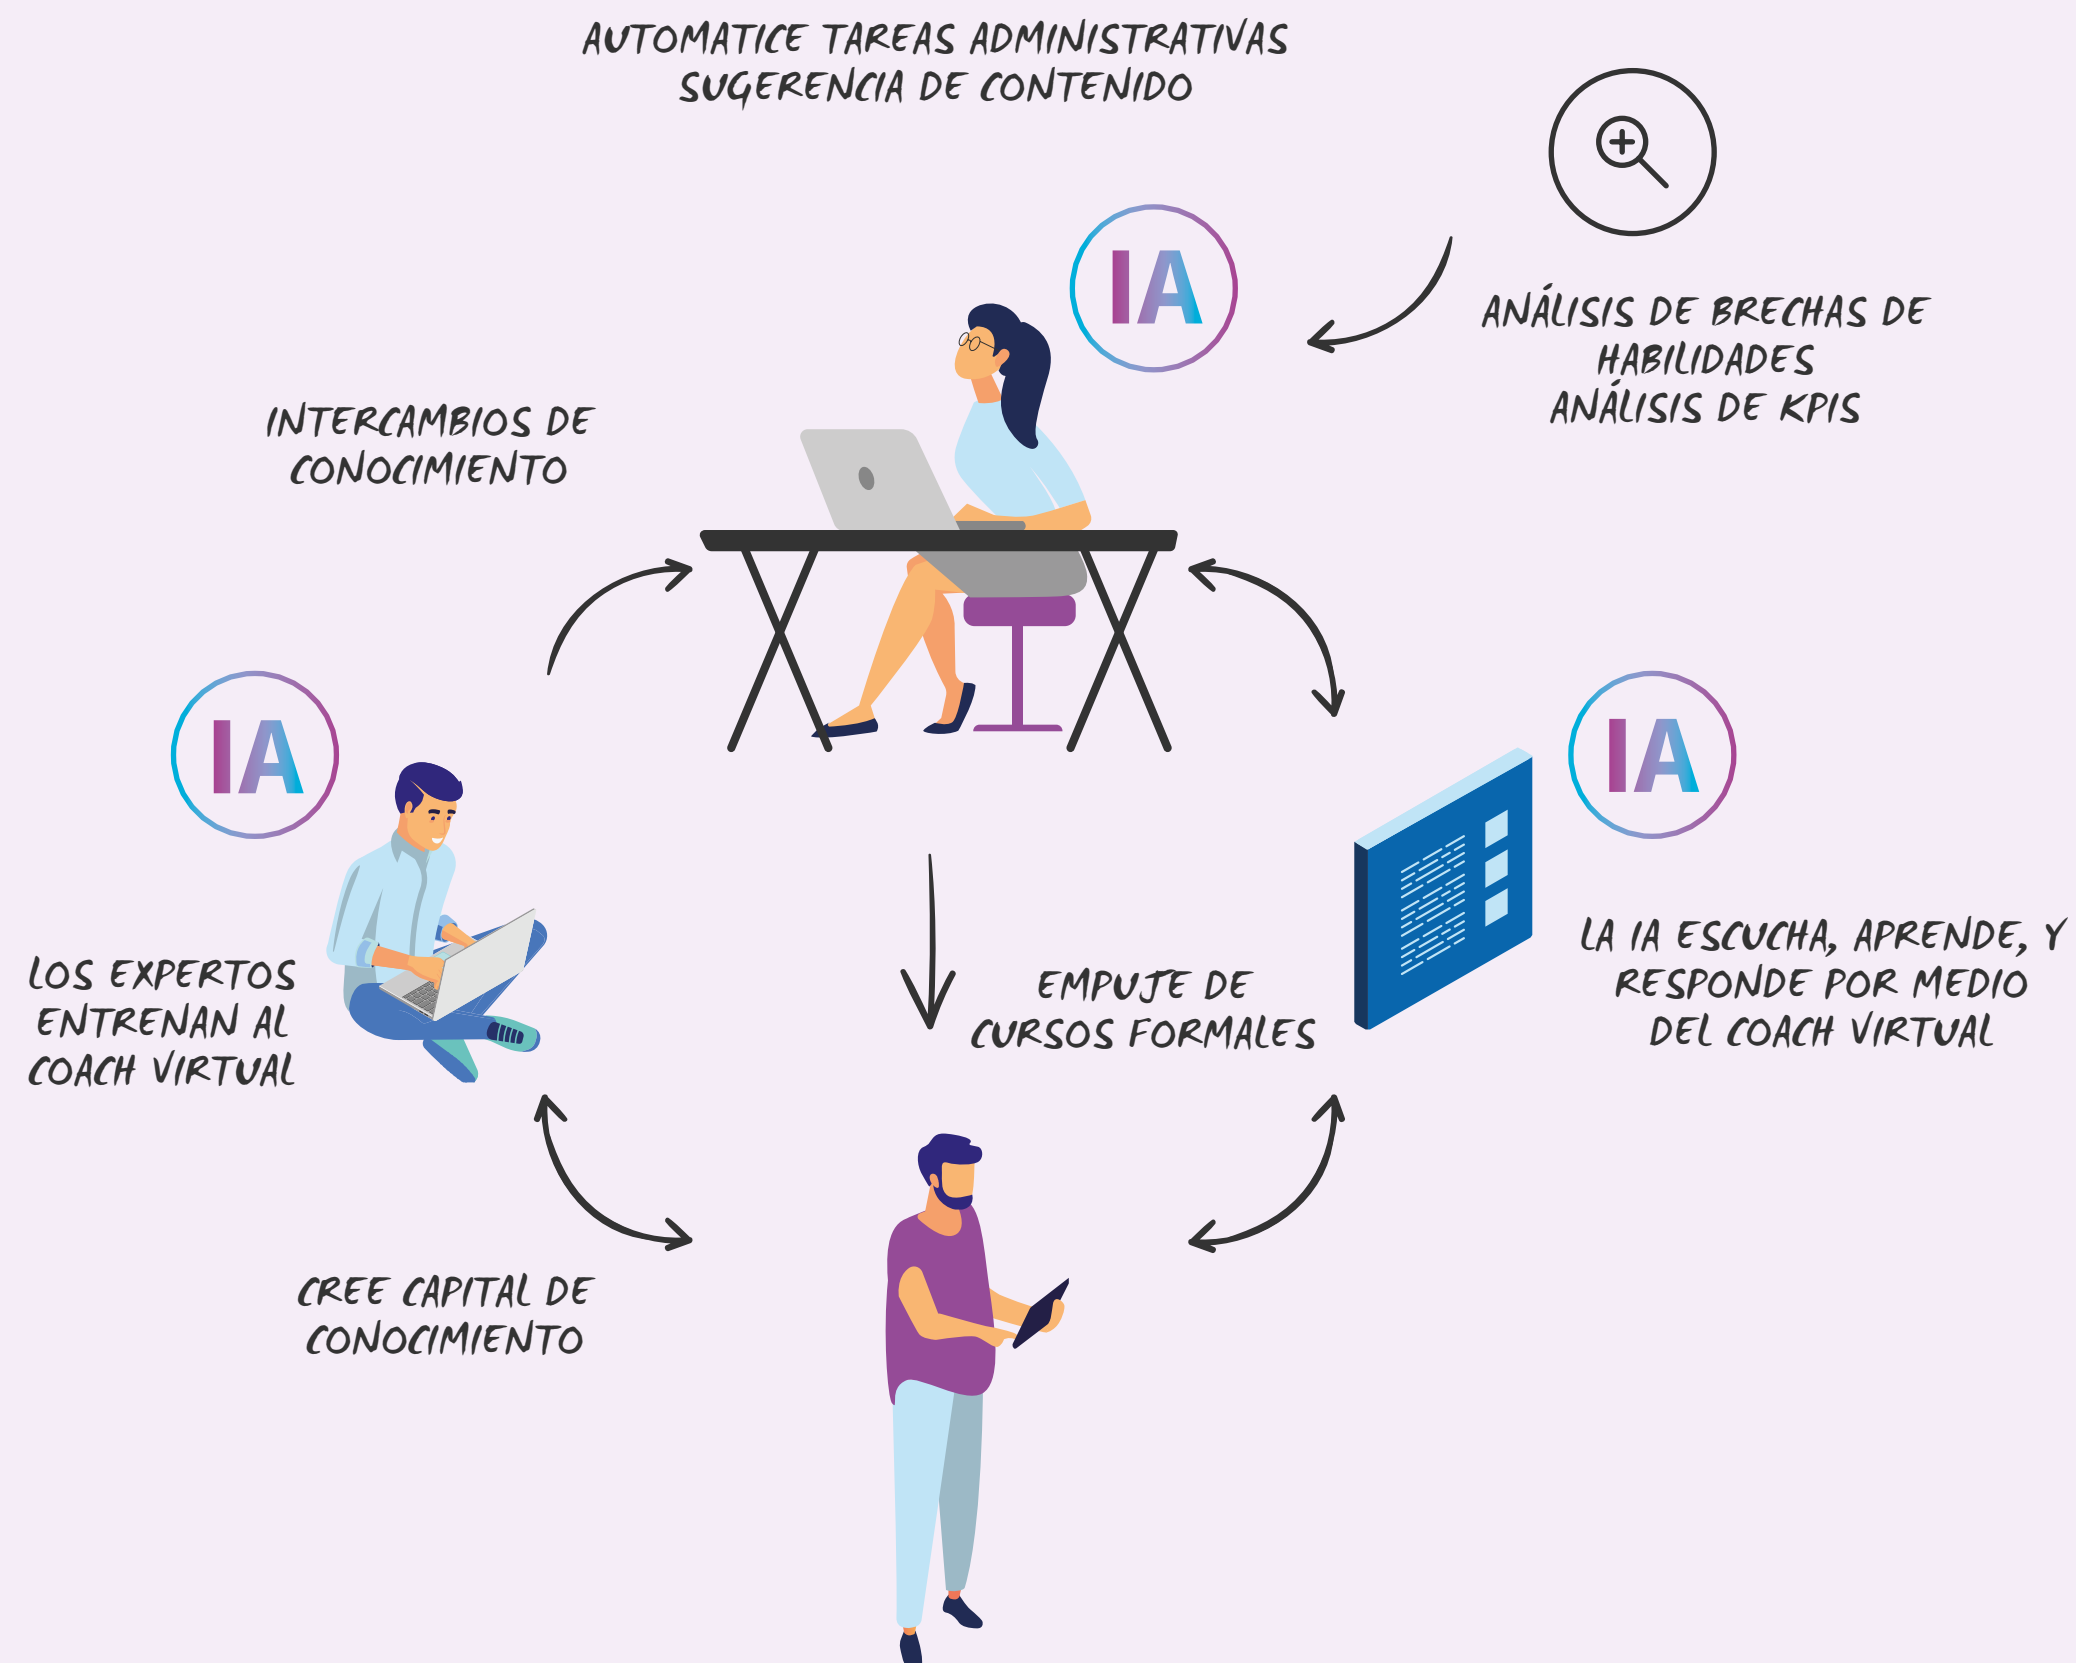 AUTOMATICE TAREAS ADMINISTRATIVAS
SUGERENCIA DE CONTENIDO
IA
ANÁLISIS DE BRECHAS DE
HABILIDADES
ANÁLISIS DE KPIS
INTERCAMBIOS DE
CONOCIMIENTO
IA
LOS EXPERTOS
ENTRENAN AL
COACH VIRTUAL
IA
LA IA ESCUCHA, APRENDE, Y
RESPONDE POR MEDIO
DEL COACH VIRTUAL
EMPUJE DE
CURSOS FORMALES
CREE CAPITAL DE
CONOCIMIENTO